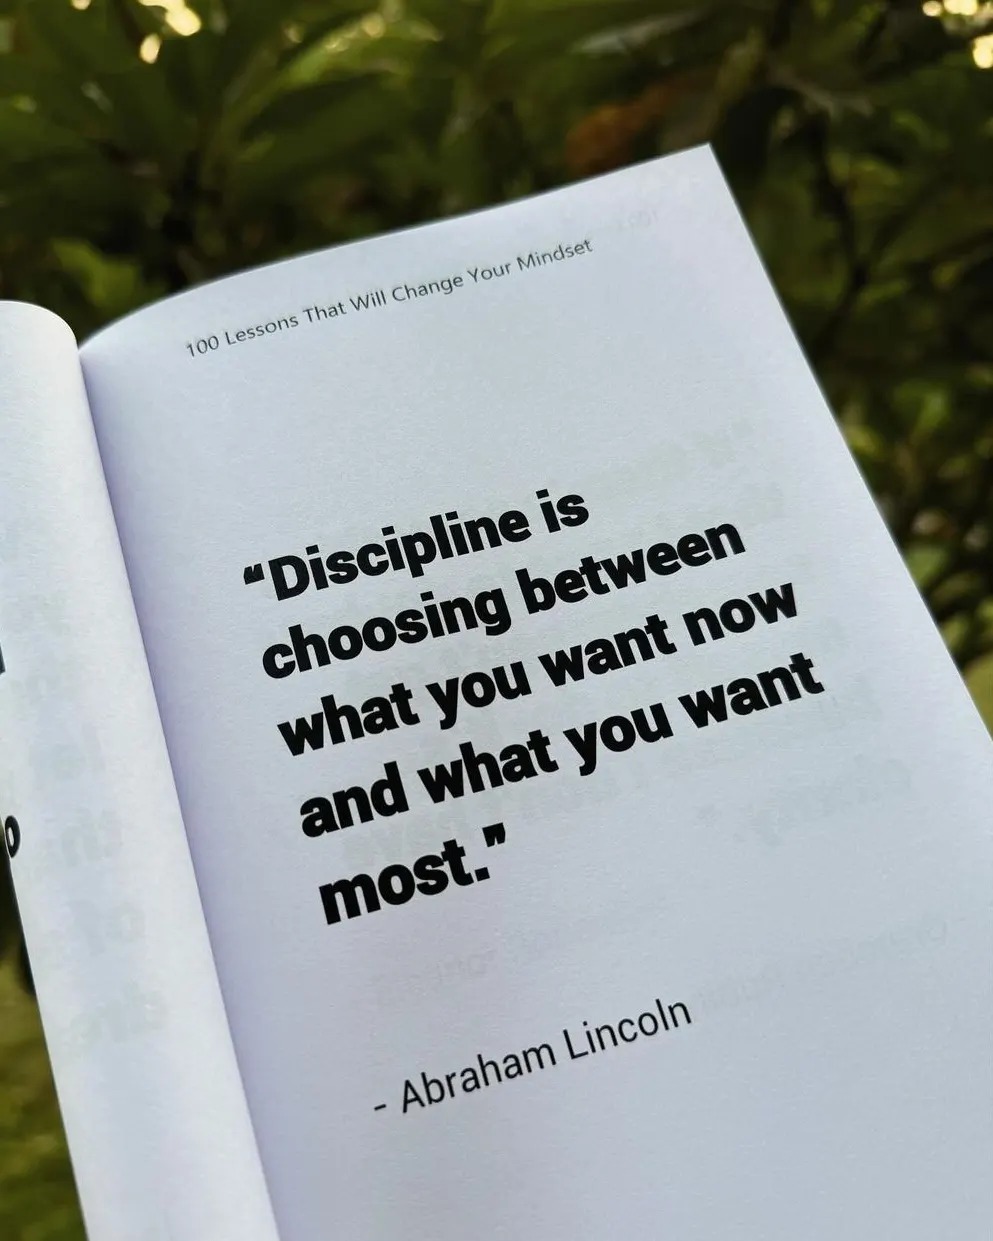 100 Lessons That Will Change Your Mindset
“Discipline is
choosing between
what you want now
and what you want
most.”
- Abraham Lincoln